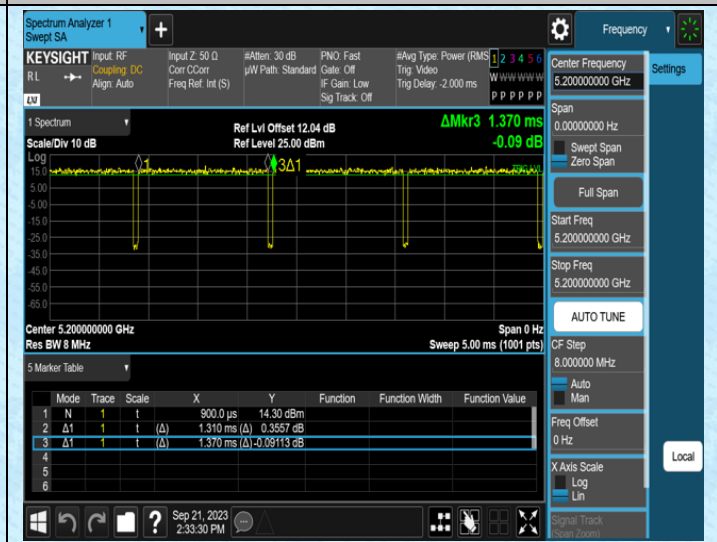 Spectrum Analyzer 1
Swept SA
Frequency
KEYSIGHT
Input: RF
Input Z: 50 Ω
#Atten: 30 dB
PNO: Fast
#Avg Type: Power (RMS
1 2 3 4 5 6
RL
Coupling: DC
Corr CCorr
µW Path: Standard
Gate: Off
Trig: Video
W W W W W W
Align: Auto
Freq Ref: Int (S)
IF Gain: Low
Trig Delay: -2.000 ms
P P P P P P
LXI
Sig Track: Off
1 Spectrum
Ref Lvl Offset 12.04 dB
ΔMkr3 1.370 ms
Scale/Div 10 dB
Ref Level 25.00 dBm
-0.09 dB
Log
15.0
5.00
-5.00
-15.0
-25.0
-35.0
-45.0
-55.0
-65.0
1
3Δ1
TRIG LVL
Center 5.200000000 GHz
Span 0 Hz
Res BW 8 MHz
Sweep 5.00 ms (1001 pts)
5 Marker Table
Mode Trace Scale X Y Function Function Width Function Value
1 N 1 t 900.0 µs 14.30 dBm
2 Δ1 1 t (Δ) 1.310 ms (Δ) 0.3557 dB
3 Δ1 1 t (Δ) 1.370 ms (Δ) -0.09113 dB
4
5
6
Sep 21, 2023
2:33:30 PM
Center Frequency
5.200000000 GHz
Settings
Span
0.00000000 Hz
Swept Span
Zero Span
Full Span
Start Freq
5.200000000 GHz
Stop Freq
5.200000000 GHz
AUTO TUNE
CF Step
8.000000 MHz
Auto
Man
Freq Offset
0 Hz
Local
X Axis Scale
Log
Lin
Signal Track
(Span Zoom)